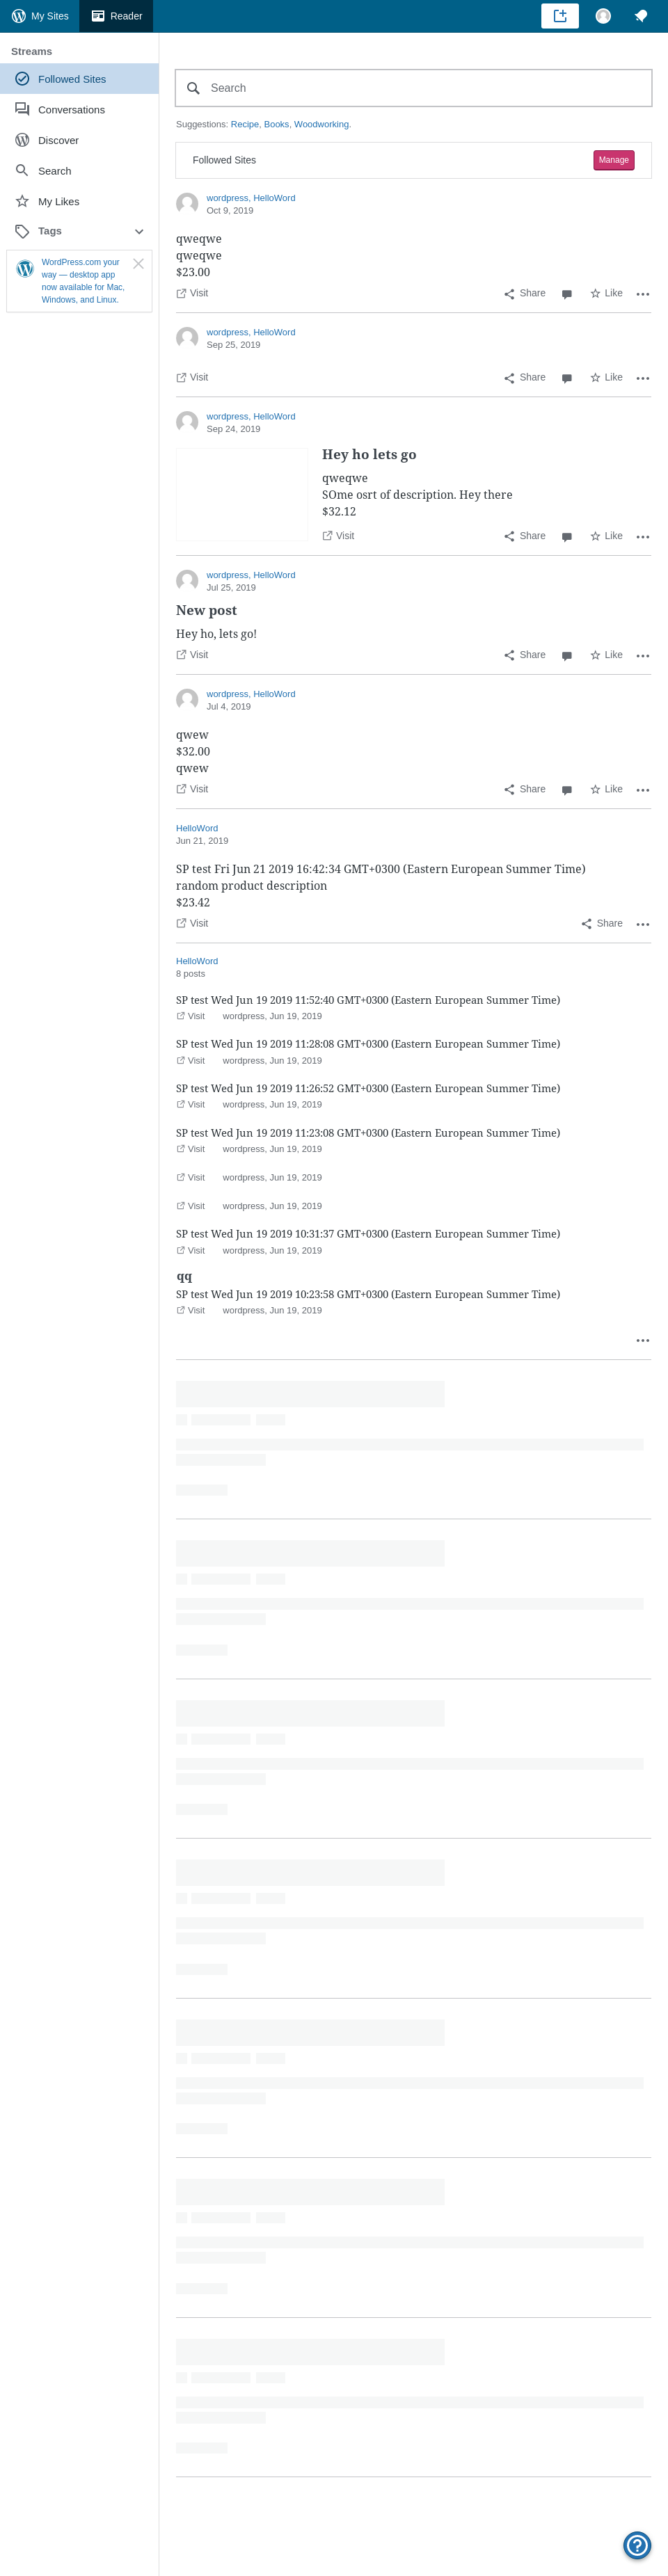 My Sites
Reader
Streams
Followed Sites
Conversations
Discover
Search
My Likes
Tags
WordPress.com your
way — desktop app
now available for Mac,
Windows, and Linux.
Search
Suggestions: Recipe, Books, Woodworking.
Followed Sites
Manage
wordpress, HelloWord
Oct 9, 2019
qweqwe
qweqwe
$23.00
Visit Share Like
wordpress, HelloWord
Sep 25, 2019
Visit Share Like
wordpress, HelloWord
Sep 24, 2019
Hey ho lets go
qweqwe
SOme osrt of description. Hey there
$32.12
Visit Share Like
wordpress, HelloWord
Jul 25, 2019
New post
Hey ho, lets go!
Visit Share Like
wordpress, HelloWord
Jul 4, 2019
qwew
$32.00
qwew
Visit Share Like
HelloWord
Jun 21, 2019
SP test Fri Jun 21 2019 16:42:34 GMT+0300 (Eastern European Summer Time)
random product description
$23.42
Visit Share
HelloWord
8 posts
SP test Wed Jun 19 2019 11:52:40 GMT+0300 (Eastern European Summer Time)
Visit wordpress, Jun 19, 2019
SP test Wed Jun 19 2019 11:28:08 GMT+0300 (Eastern European Summer Time)
Visit wordpress, Jun 19, 2019
SP test Wed Jun 19 2019 11:26:52 GMT+0300 (Eastern European Summer Time)
Visit wordpress, Jun 19, 2019
SP test Wed Jun 19 2019 11:23:08 GMT+0300 (Eastern European Summer Time)
Visit wordpress, Jun 19, 2019
Visit wordpress, Jun 19, 2019
Visit wordpress, Jun 19, 2019
SP test Wed Jun 19 2019 10:31:37 GMT+0300 (Eastern European Summer Time)
Visit wordpress, Jun 19, 2019
qq
SP test Wed Jun 19 2019 10:23:58 GMT+0300 (Eastern European Summer Time)
Visit wordpress, Jun 19, 2019